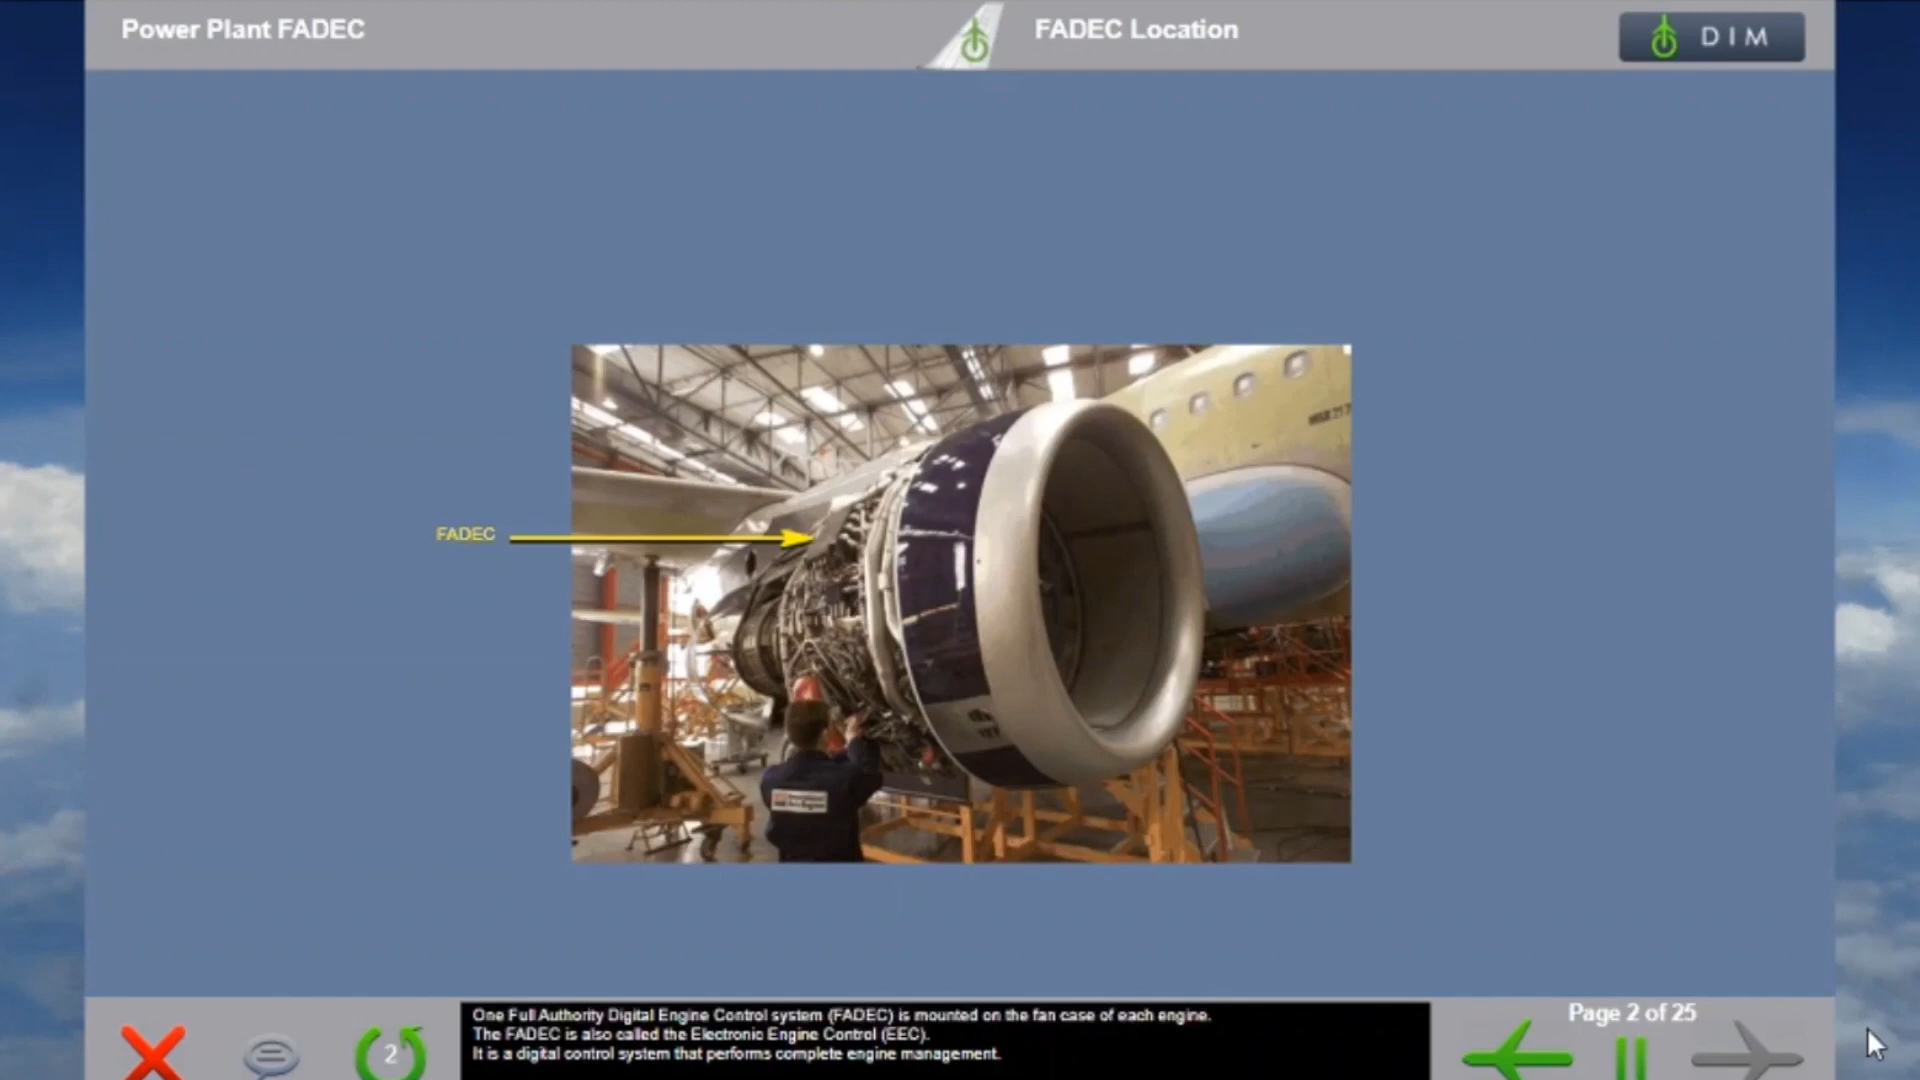 Power Plant FADEC
FADEC Location
DIM
FADEC
One Full Authority Digital Engine Control system (FADEC) is mounted on the fan case of each engine.
The FADEC is also called the Electronic Engine Control (EEC).
It is a digital control system that performs complete engine management.
2
Page 2 of 25